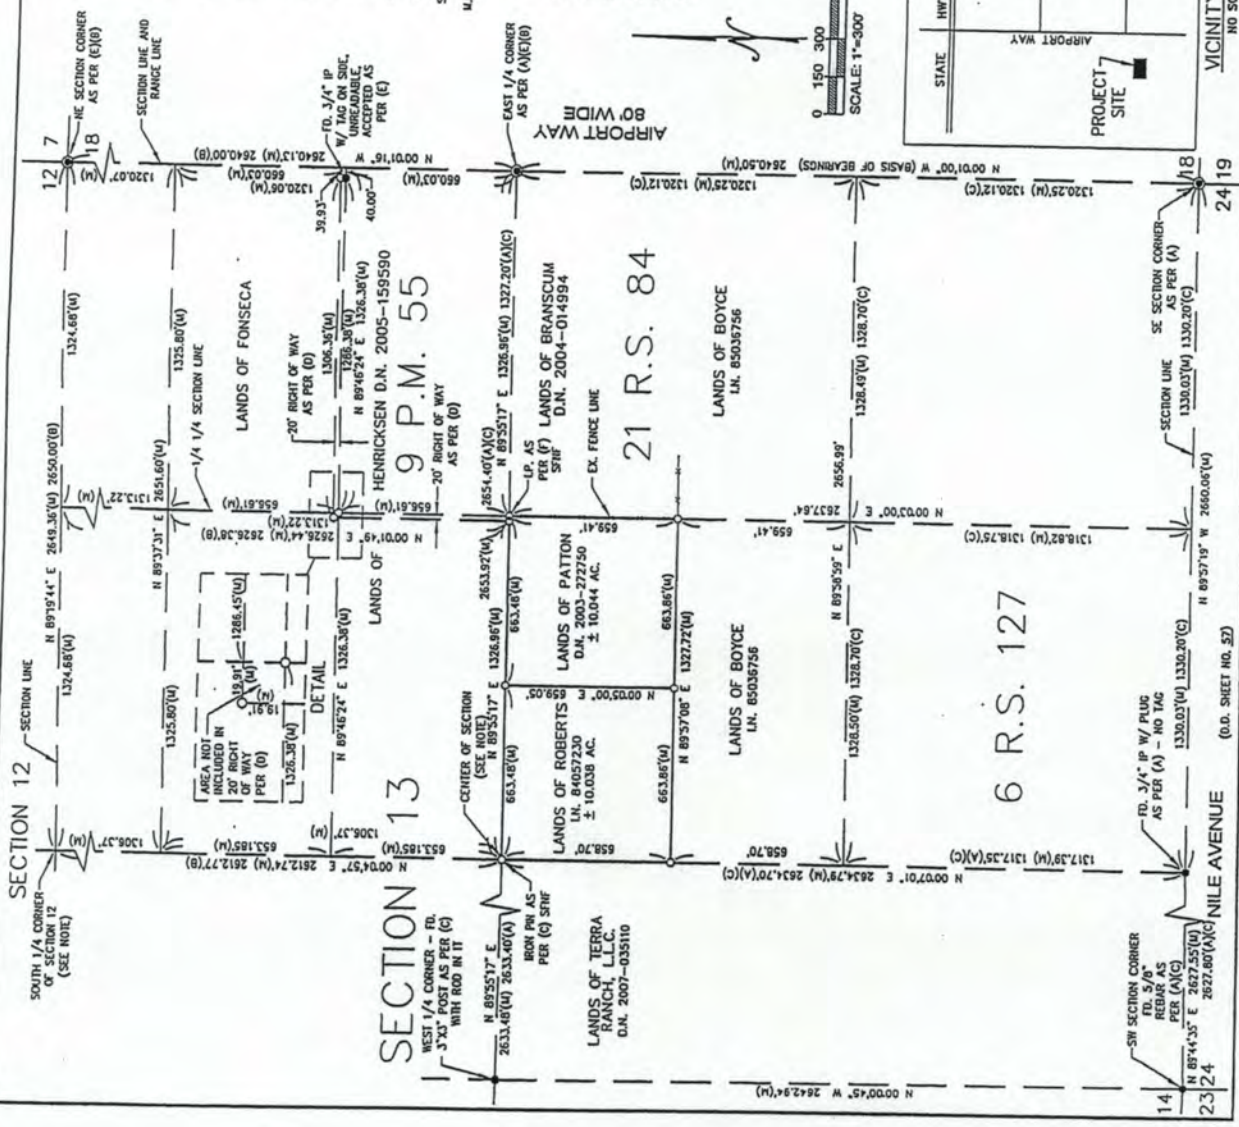 SECTION 12
SECTION LINE
SOUTH 1/4 CORNER
OF SECTION 12
(SEE NOTE)
N 89°19'44" E 2649.36'(M) 2650.00'(B)
1324.68'(M)
1324.68'(M)
12 7
18
NE SECTION CORNER
AS PER (E)(B)
SECTION LINE AND
RANGE LINE
1306.37'
(M)
1313.22'
(M)
1320.07'
(M)
N 89°37'31" E 2651.60'(M)
1325.80'(M)
1325.80'(M)
1/4 1/4 SECTION LINE
LANDS OF FONSECA
AREA NOT
INCLUDED IN
20' RIGHT
OF WAY
PER (D)
19.91'
(M)
19.91'
(M)
1286.45'(M)
1326.38'(M)
DETAIL
N 00°04'57" E 2612.74'(M) 2612.77'(B)
653.185'(M)
1306.37'
(M)
653.185'(M)
N 00°01'49" E 2626.44'(M) 2626.38'(B)
656.61'(M)
1313.22'(M)
656.61'(M)
N 00°01'16" W 2640.13'(M) 2640.00'(B)
660.03'(M)
1320.06'(M)
660.03'(M)
FD. 3/4" IP
W/ TAG ON SIDE,
UNREADABLE,
ACCEPTED AS
PER (E)
39.93'
40.00'
20' RIGHT OF WAY
AS PER (D)
1306.36'(M)
1286.38'(M)
N 89°46'24" E 1326.38'(M)
N 89°46'24" E 1326.38'(M)
LANDS OF HENRICKSEN D.N. 2005-159590
9 P.M. 55
20' RIGHT OF WAY
AS PER (D)
SECTION 13
WEST 1/4 CORNER - FD.
3"X3" POST AS PER (C)
WITH ROD IN IT
CENTER OF SECTION
(SEE NOTE)
N 89°55'17" E
2633.48'(M) 2633.40'(A)
IRON PIN AS
PER (C) SFNF
N 89°55'17" E 1326.96'(M) 2653.92'(M) 2654.40'(A)(C) N 89°55'17" E
663.48'(M)
663.48'(M)
1326.96'(M) 1327.20'(A)(C)
EAST 1/4 CORNER
AS PER (A)(E)(B)
AIRPORT WAY
80' WIDE
I.P. AS
PER (F)
SFNF
LANDS OF BRANSCUM
D.N. 2004-014994
EX. FENCE LINE
21 R.S. 84
LANDS OF ROBERTS
I.N. 84057230
± 10.038 AC.
N 00°05'00" E 659.05'
LANDS OF PATTON
D.N. 2003-272750
± 10.044 AC.
659.41'
658.70'
663.86'(M)
663.86'(M)
N 89°57'08" E 1327.72'(M)
LANDS OF TERRA
RANCH, L.L.C.
D.N. 2007-035110
LANDS OF BOYCE
I.N. 85036756
LANDS OF BOYCE
I.N. 85036756
658.70'
659.41'
N 00°07'01" E 2634.79'(M) 2634.70'(A)(C)
N 00°03'00" E 2637.64'
N 00°01'00" W (BASIS OF BEARINGS) 2640.50'(M)
1320.25'(M) 1320.12'(C)
1320.25'(M) 1320.12'(C)
N 89°58'59" E 2656.99'
1328.50'(M) 1328.70'(C)
1328.49'(M) 1328.70'(C)
1317.39'(M) 1317.35'(A)(C)
1318.82'(M) 1318.75'(C)
6 R.S. 127
N 00°00'45" W 2642.94'(M)
SW SECTION CORNER
FD. 5/8"
REBAR AS
PER (A)(C)
14
23 24
N 89°44'35" E 2627.55'(M)
2627.80'(A)(C)
FD. 3/4" IP W/ PLUG
AS PER (A) - NO TAG
NILE AVENUE
1330.03'(M) 1330.20'(C)
N 89°57'19" W 2660.06'(M)
1330.03'(M) 1330.20'(C)
SECTION LINE
SE SECTION CORNER
AS PER (A)
18
24 19
(O.D. SHEET NO. 57)
0 150 300
SCALE: 1"=300'
STATE HW
AIRPORT WAY
PROJECT
SITE
VICINITY
NO SC